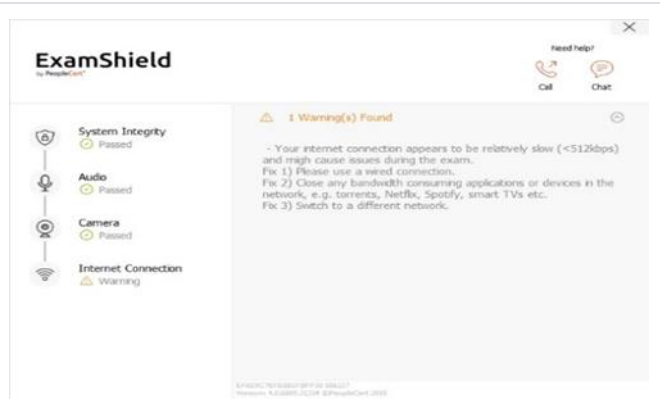 Need help?
ExamShield
by PeopleCert
Call
Chat
System Integrity
Passed
Audio
Passed
Camera
Passed
Internet Connection
Warning
1 Warning(s) Found
- Your internet connection appears to be relatively slow (<512kbps)
and migh cause issues during the exam.
Fix 1) Please use a wired connection.
Fix 2) Close any bandwidth consuming applications or devices in the
network, e.g. torrents, Netflix, Spotify, smart TVs etc.
Fix 3) Switch to a different network.